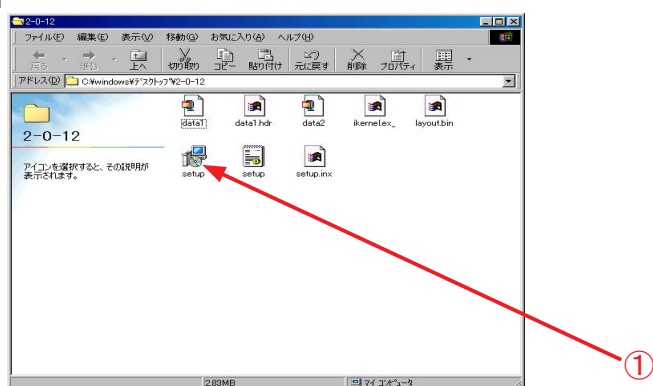 2-0-12
ファイル(F) 編集(E) 表示(V) 移動(G) お気に入り(A) ヘルプ(H)
戻る 進む 上へ 切り取り コピー 貼り付け 元に戻す 削除 プロパティ 表示
アドレス(D) C:¥windows¥デスクトップ¥2-0-12
2-0-12
アイコンを選択すると、その説明が
表示されます。
data1 data1.hdr data2 ikernel.ex_ layout.bin
setup setup setup.inx
①
2.83MB マイ コンピュータ